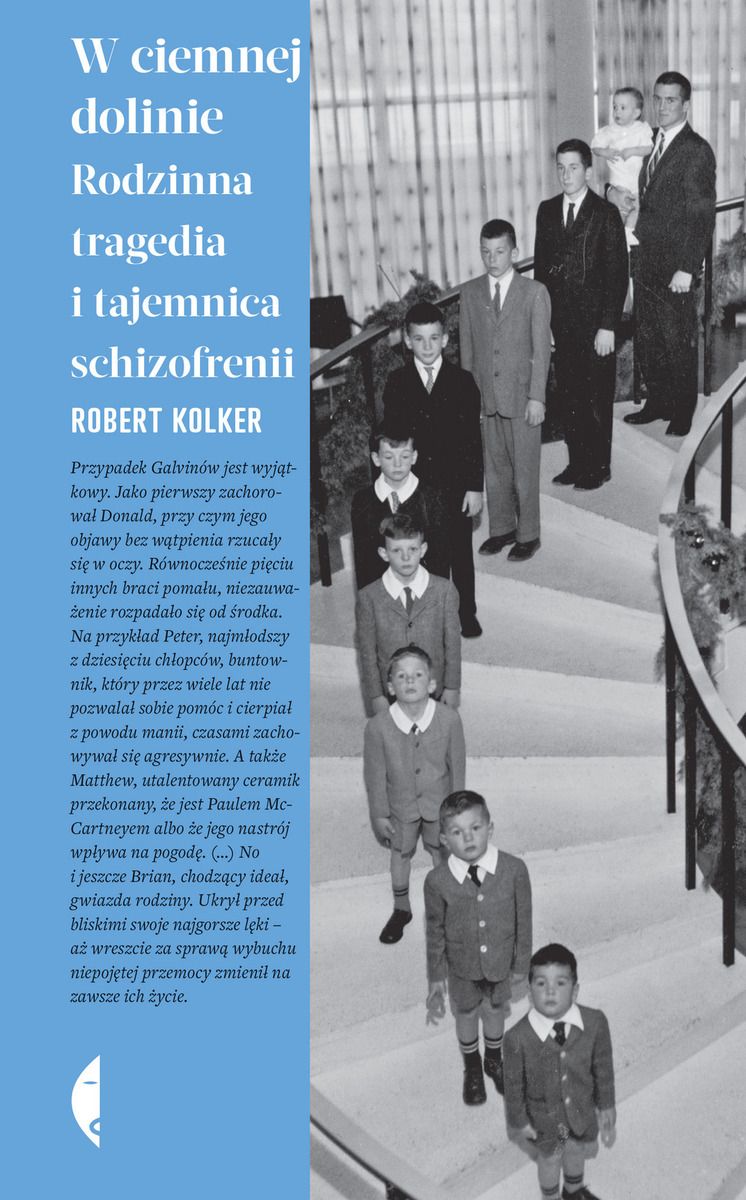 W ciemnej
dolinie
Rodzinna
tragedia
i tajemnica
schizofrenii
ROBERT KOLKER
Przypadek Galvinów jest wyjąt-
kowy. Jako pierwszy zachoro-
wał Donald, przy czym jego
objawy bez wątpienia rzucały
się w oczy. Równocześnie pięciu
innych braci pomału, niezauwa-
żenie rozpadało się od środka.
Na przykład Peter, najmłodszy
z dziesięciu chłopców, buntow-
nik, który przez wiele lat nie
pozwalał sobie pomóc i cierpiał
z powodu manii, czasami zacho-
wywał się agresywnie. A także
Matthew, utalentowany ceramik
przekonany, że jest Paulem Mc-
Cartneyem albo że jego nastrój
wpływa na pogodę. (...) No
i jeszcze Brian, chodzący ideał,
gwiazda rodziny. Ukrył przed
bliskimi swoje najgorsze lęki –
aż wreszcie za sprawą wybuchu
niepojętej przemocy zmienił na
zawsze ich życie.